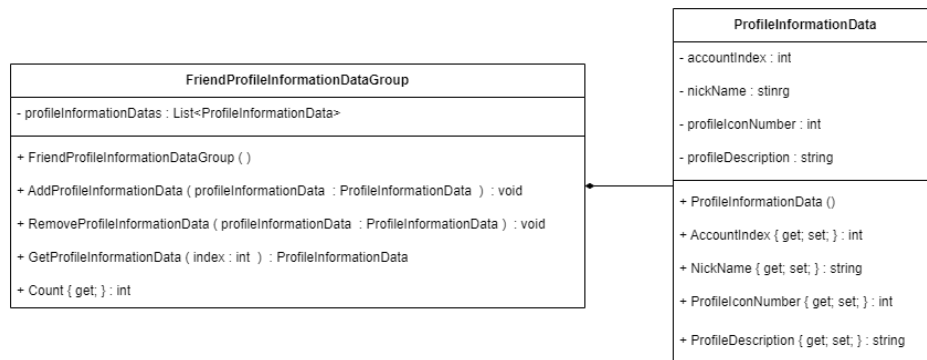 FriendProfileInformationDataGroup
- profileInformationDatas : List<ProfileInformationData>
+ FriendProfileInformationDataGroup ( )
+ AddProfileInformationData ( profileInformationData : ProfileInformationData ) : void
+ RemoveProfileInformationData ( profileInformationData : ProfileInformationData ) : void
+ GetProfileInformationData ( index : int ) : ProfileInformationData
+ Count { get; } : int
ProfileInformationData
- accountIndex : int
- nickName : stinrg
- profileIconNumber : int
- profileDescription : string
+ ProfileInformationData ()
+ AccountIndex { get; set; } : int
+ NickName { get; set; } : string
+ ProfileIconNumber { get; set; } : int
+ ProfileDescription { get; set; } : string